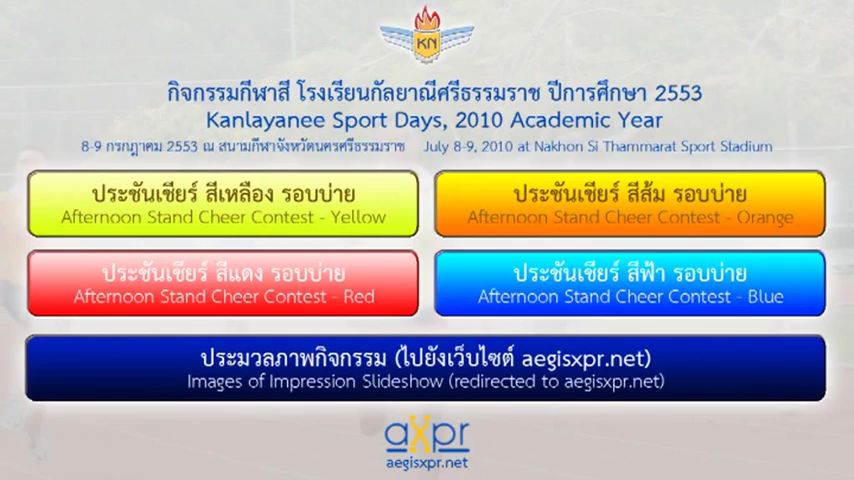 KN
กิจกรรมกีฬาสี โรงเรียนกัลยาณีศรีธรรมราช ปีการศึกษา 2553
Kanlayanee Sport Days, 2010 Academic Year
8-9 กรกฎาคม 2553 ณ สนามกีฬาจังหวัดนครศรีธรรมราช July 8-9, 2010 at Nakhon Si Thammarat Sport Stadium
ประชันเชียร์ สีเหลือง รอบบ่าย
Afternoon Stand Cheer Contest - Yellow
ประชันเชียร์ สีส้ม รอบบ่าย
Afternoon Stand Cheer Contest - Orange
ประชันเชียร์ สีแดง รอบบ่าย
Afternoon Stand Cheer Contest - Red
ประชันเชียร์ สีฟ้า รอบบ่าย
Afternoon Stand Cheer Contest - Blue
ประมวลภาพกิจกรรม (ไปยังเว็บไซต์ aegisxpr.net)
Images of Impression Slideshow (redirected to aegisxpr.net)
axpr
aegisxpr.net